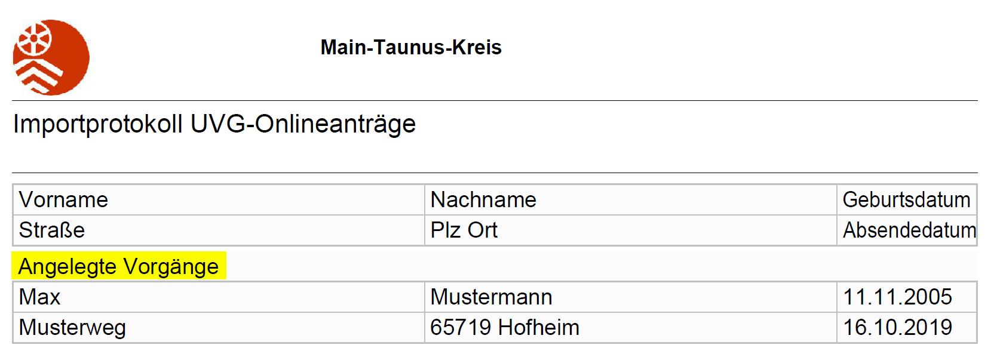 Main-Taunus-Kreis
Importprotokoll UVG-Onlineanträge
Vorname Nachname Geburtsdatum
Straße Plz Ort Absendedatum
Angelegte Vorgänge
Max Mustermann 11.11.2005
Musterweg 65719 Hofheim 16.10.2019